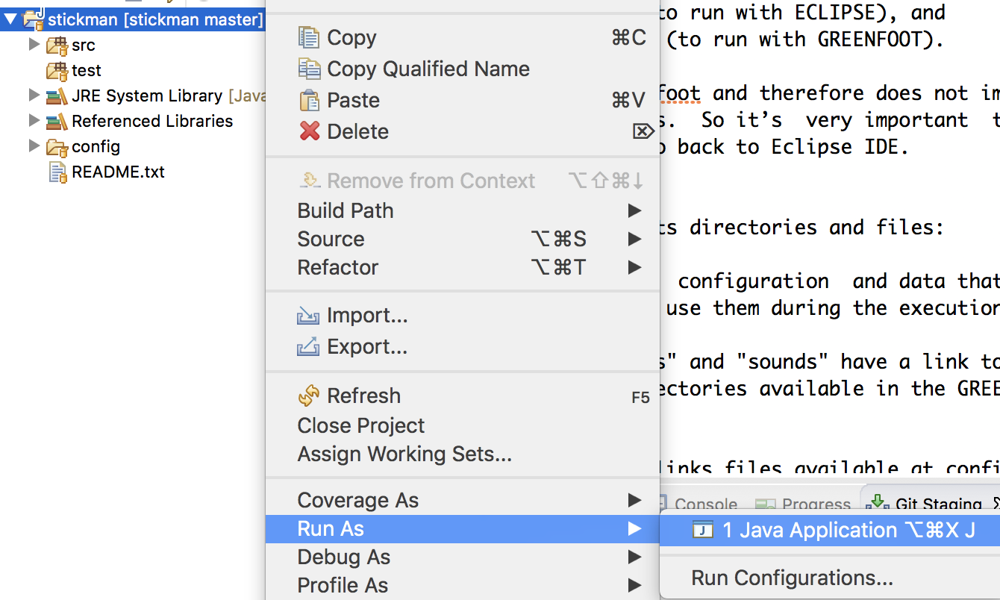 stickman [stickman master]
src
test
JRE System Library [Java
Referenced Libraries
config
README.txt
Copy ⌘C
Copy Qualified Name
Paste ⌘V
Delete ⌦
Remove from Context ⌥⇧⌘↓
Build Path ▶
Source ⌥⌘S ▶
Refactor ⌥⌘T ▶
Import...
Export...
Refresh F5
Close Project
Assign Working Sets...
Coverage As ▶
Run As ▶
Debug As ▶
Profile As ▶
1 Java Application ⌥⌘X J
Run Configurations...
to run with ECLIPSE), and
(to run with GREENFOOT).
foot and therefore does not im
s. So it’s very important t
o back to Eclipse IDE.
ts directories and files:
configuration and data that
use them during the execution
s" and "sounds" have a link to
ectories available in the GREE
links files available at confi
Console Progress Git Staging